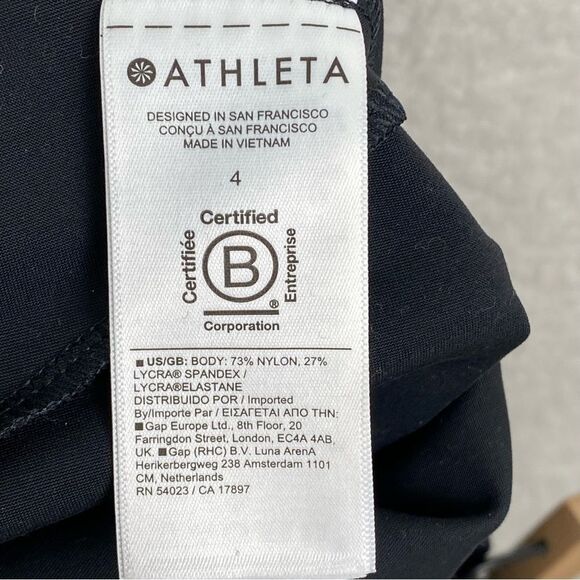 ATHLETA
DESIGNED IN SAN FRANCISCO
CONÇU À SAN FRANCISCO
MADE IN VIETNAM
4
Certified
Certifiée
B
Entreprise
®
Corporation
■ US/GB: BODY: 73% NYLON, 27%
LYCRA® SPANDEX /
LYCRA®ELASTANE
DISTRIBUIDO POR / Imported
By/Importe Par / ΕΙΣΑΓΕΤΑΙ ΑΠΟ ΤΗΝ:
■Gap Europe Ltd., 8th Floor, 20
Farringdon Street, London, EC4A 4AB,
UK. ■Gap (RHC) B.V. Luna ArenA
Herikerbergweg 238 Amsterdam 1101
CM, Netherlands
RN 54023 / CA 17897